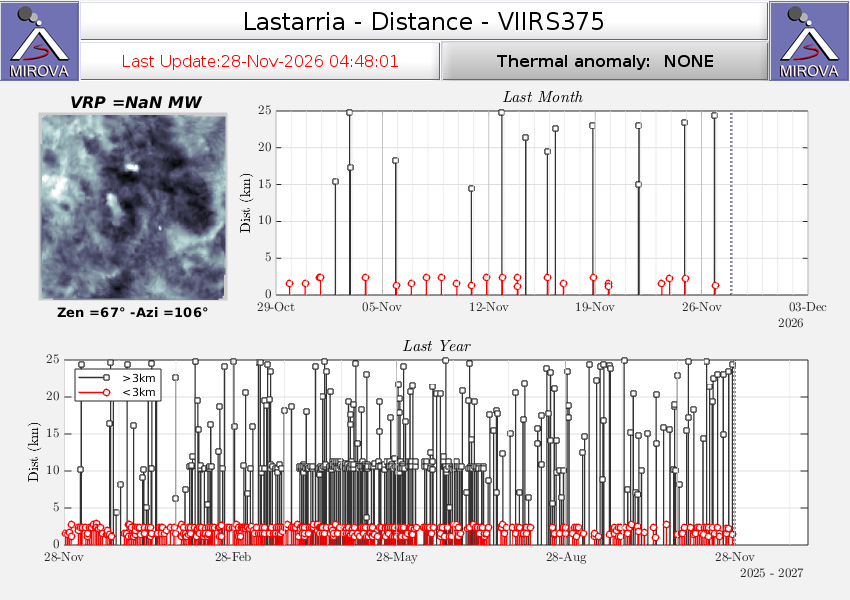 Lastarria - Distance - VIIRS375
MIROVA
Last Update:28-Nov-2026 04:48:01
Thermal anomaly: NONE
MIROVA
VRP =NaN MW
Zen =67° -Azi =106°
Last Month
Dist (km)
25
20
15
10
5
0
29-Oct 05-Nov 12-Nov 19-Nov 26-Nov 03-Dec
2026
Last Year
Dist (km)
25
20
15
10
5
0
>3km
<3km
28-Nov 28-Feb 28-May 28-Aug 28-Nov
2025 - 2027